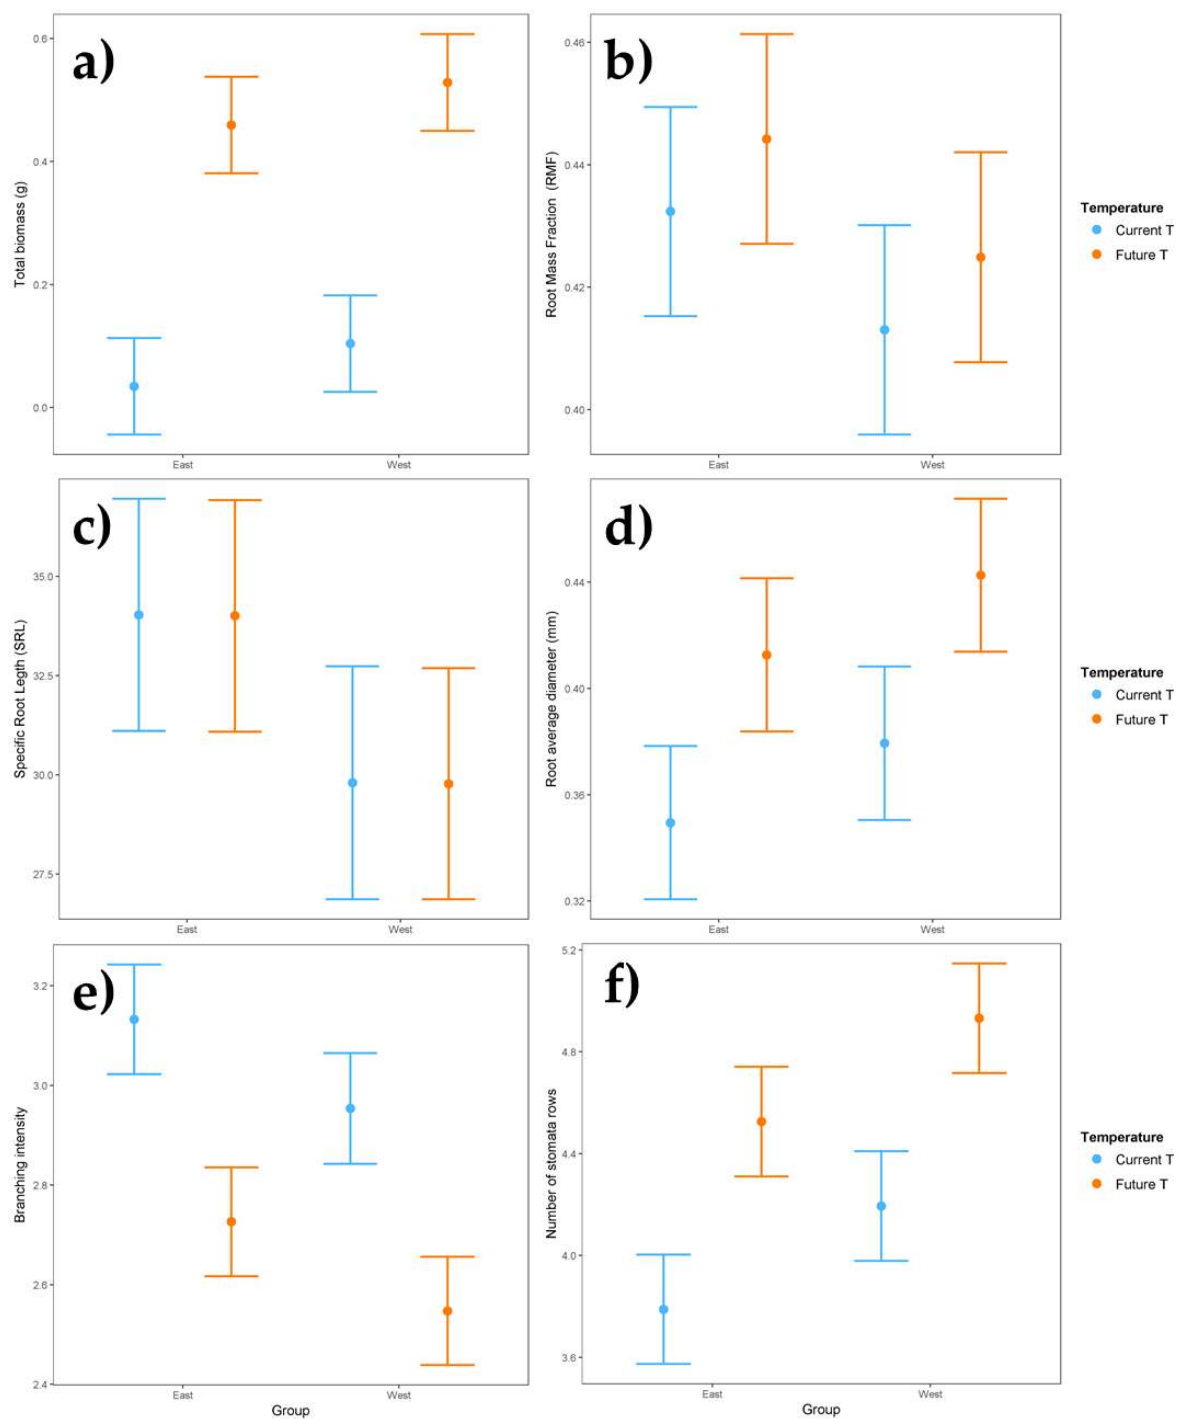 a)
Total biomass (g)
0.6
0.4
0.2
0.0
East
West
b)
Root Mass Fraction (RMF)
0.46
0.44
0.42
0.40
East
West
Temperature
Current T
Future T
c)
Specific Root Legth (SRL)
35.0
32.5
30.0
27.5
East
West
d)
Root average diameter (mm)
0.44
0.40
0.36
0.32
East
West
Temperature
Current T
Future T
e)
Branching intensity
3.2
3.0
2.8
2.6
2.4
East
West
Group
f)
Number of stomata rows
5.2
4.8
4.4
4.0
3.6
East
West
Group
Temperature
Current T
Future T